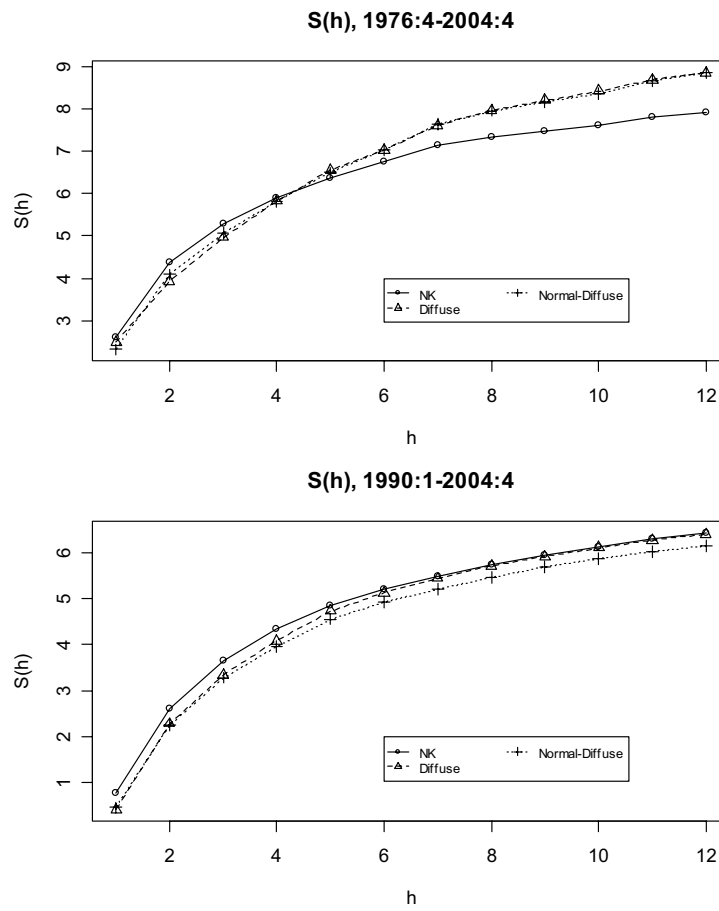 S(h), 1976:4-2004:4
S(h)
9
8
7
6
5
4
3
NK
Normal-Diffuse
Diffuse
2 4 6 8 10 12
h
S(h), 1990:1-2004:4
S(h)
6
5
4
3
2
1
NK
Normal-Diffuse
Diffuse
2 4 6 8 10 12
h